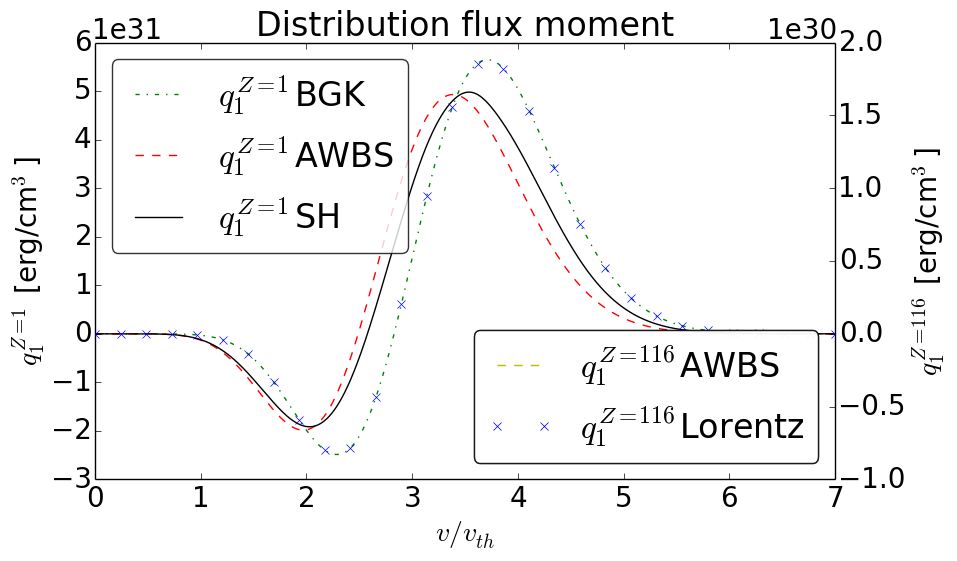 Distribution flux moment
1e31
1e30
6
5
4
3
2
1
0
−1
−2
−3
2.0
1.5
1.0
0.5
0.0
−0.5
−1.0
q_1^{Z=1} [erg/cm^3 ]
q_1^{Z=116} [erg/cm^3 ]
q_1^{Z=1} BGK
q_1^{Z=1} AWBS
q_1^{Z=1} SH
q_1^{Z=116} AWBS
q_1^{Z=116} Lorentz
0 1 2 3 4 5 6 7
v/v_{th}